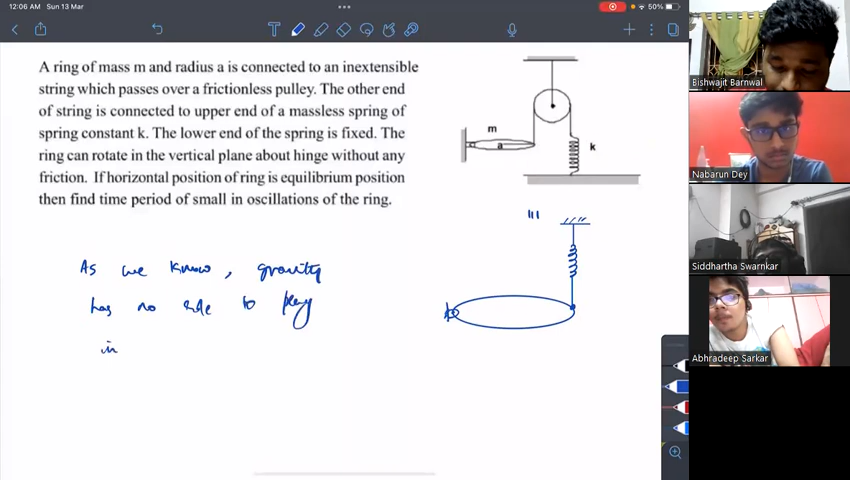 12:06 AM Sun 13 Mar
50%
A ring of mass m and radius a is connected to an inextensible
string which passes over a frictionless pulley. The other end
of string is connected to upper end of a massless spring of
spring constant k. The lower end of the spring is fixed. The
ring can rotate in the vertical plane about hinge without any
friction. If horizontal position of ring is equilibrium position
then find time period of small in oscillations of the ring.
m
a
k
As we know, gravity
has no role to play
in
Bishwajit Barnwal
Nabarun Dey
Siddhartha Swarnkar
Abhradeep Sarkar